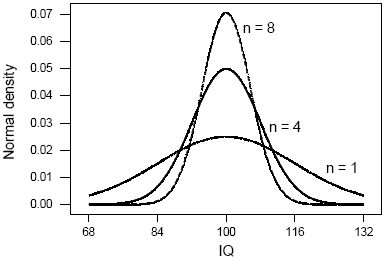 0.07
n = 8
0.06
0.05
0.04
n = 4
0.03
0.02
n = 1
0.01
0.00
Normal density
68 84 100 116 132
IQ